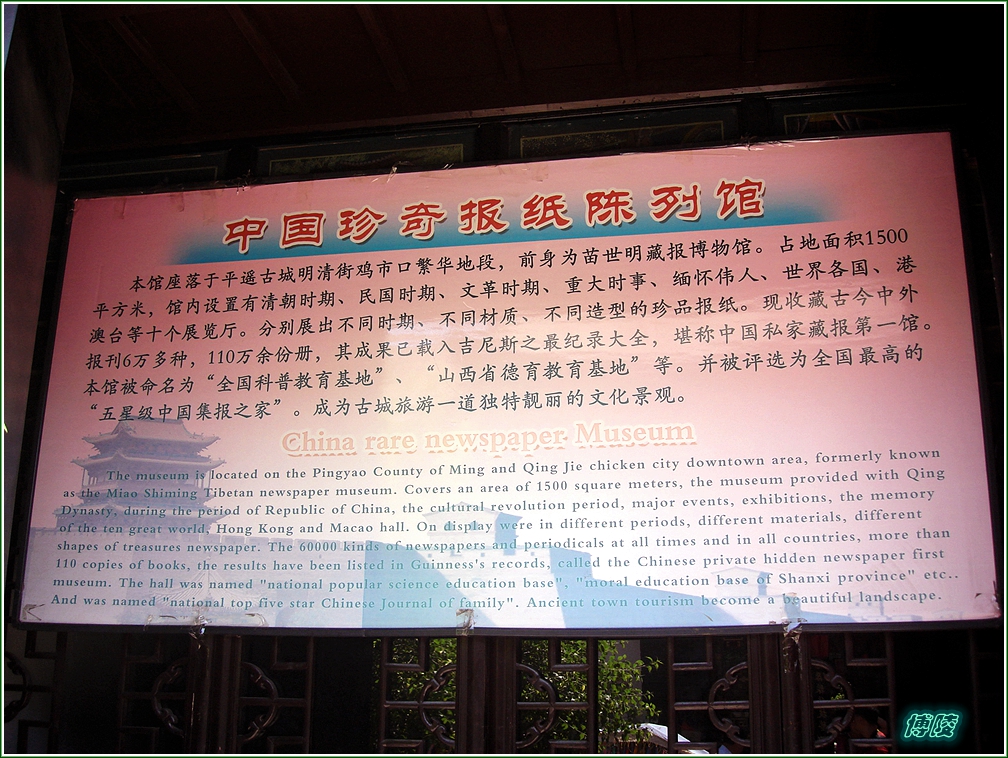 中国珍奇报纸陈列馆
本馆座落于平遥古城明清街鸡市口繁华地段，前身为苗世明藏报博物馆。占地面积1500
平方米，馆内设置有清朝时期、民国时期、文革时期、重大时事、缅怀伟人、世界各国、港
澳台等十个展览厅。分别展出不同时期、不同材质、不同造型的珍品报纸。现收藏古今中外
报刊6万多种，110万余份册，其成果已载入吉尼斯之最纪录大全，堪称中国私家藏报第一馆。
本馆被命名为“全国科普教育基地”、“山西省德育教育基地”等。并被评选为全国最高的
“五星级中国集报之家”。成为古城旅游一道独特靓丽的文化景观。
China rare newspaper Museum
The museum is located on the Pingyao County of Ming and Qing Jie chicken city downtown area, formerly known
as the Miao Shiming Tibetan newspaper museum. Covers an area of 1500 square meters, the museum provided with Qing
Dynasty, during the period of Republic of China, the cultural revolution period, major events, exhibitions, the memory
of the ten great world, Hong Kong and Macao hall. On display were in different periods, different materials, different
shapes of treasures newspaper. The 60000 kinds of newspapers and periodicals at all times and in all countries, more than
110 copies of books, the results have been listed in Guinness's records, called the Chinese private hidden newspaper first
museum. The hall was named "national popular science education base", "moral education base of Shanxi province" etc..
And was named "national top five star Chinese Journal of family". Ancient town tourism become a beautiful landscape.
博陵